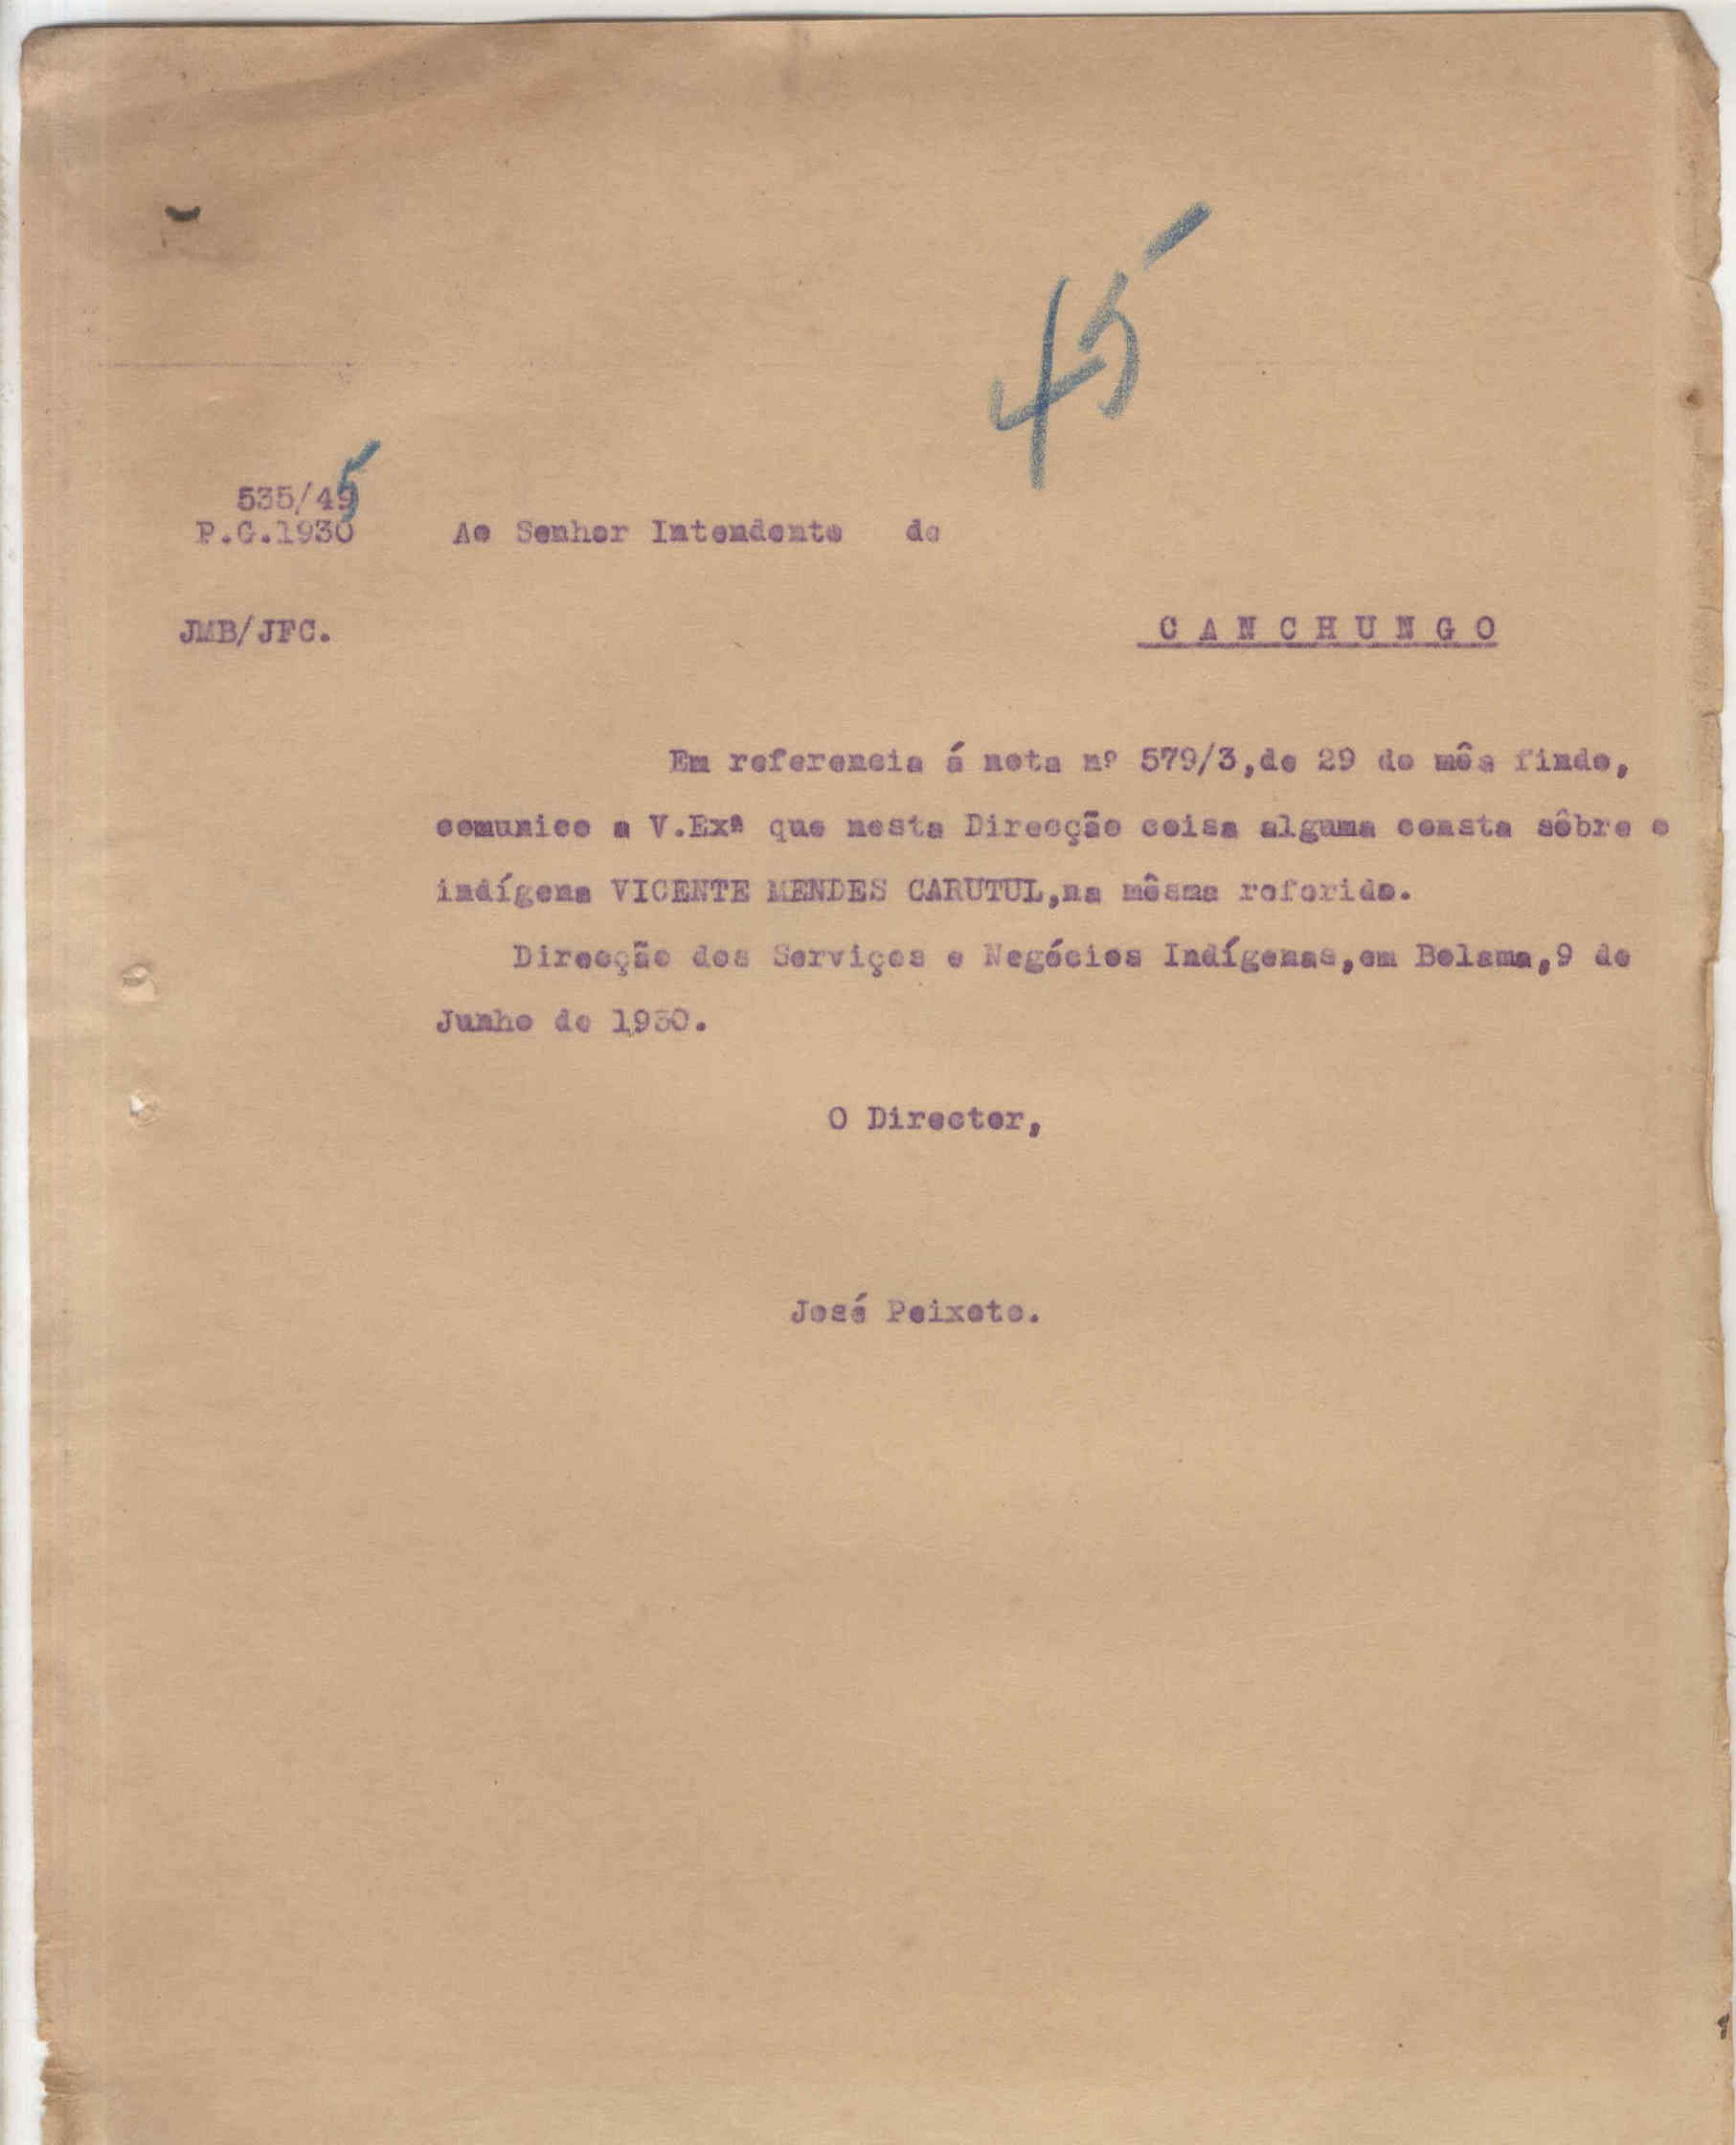 45
535/495
P.G.1930 Ao Senhor Intendente de
JMB/JFC. CANCHUNGO
Em referencia á nota nº 579/3,de 29 do mês findo,
comunico a V.Exª que nesta Direcção coisa alguma consta sôbre o
indígena VICENTE MENDES CARUTUL,na mêsma referido.
Direcção dos Serviços e Negócios Indígenas,em Bolama,9 de
Junho de 1930.
O Director,
José Peixoto.